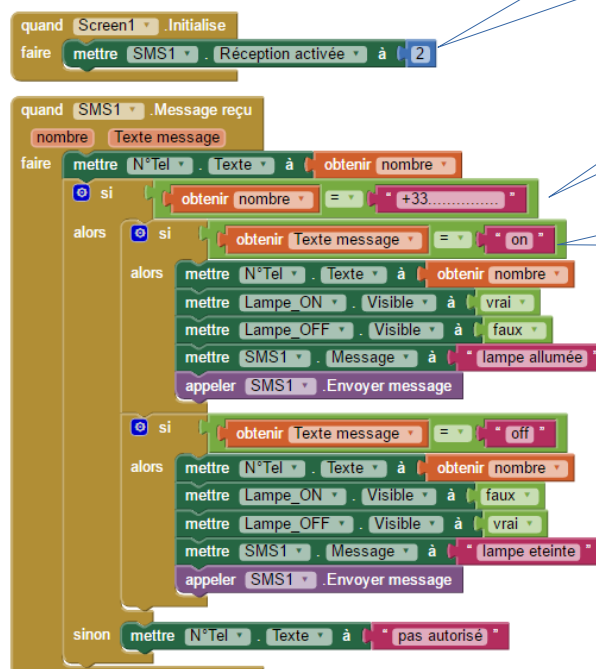 quand Screen1 .Initialise
faire mettre SMS1 . Réception activée à 2
quand SMS1 .Message reçu
nombre Texte message
faire mettre N°Tel . Texte à obtenir nombre
si obtenir nombre = " +33............... "
alors si obtenir Texte message = " on "
alors mettre N°Tel . Texte à obtenir nombre
mettre Lampe_ON . Visible à vrai
mettre Lampe_OFF . Visible à faux
mettre SMS1 . Message à " lampe allumée "
appeler SMS1 .Envoyer message
si obtenir Texte message = " off "
alors mettre N°Tel . Texte à obtenir nombre
mettre Lampe_ON . Visible à faux
mettre Lampe_OFF . Visible à vrai
mettre SMS1 . Message à " lampe eteinte "
appeler SMS1 .Envoyer message
sinon mettre N°Tel . Texte à " pas autorisé "